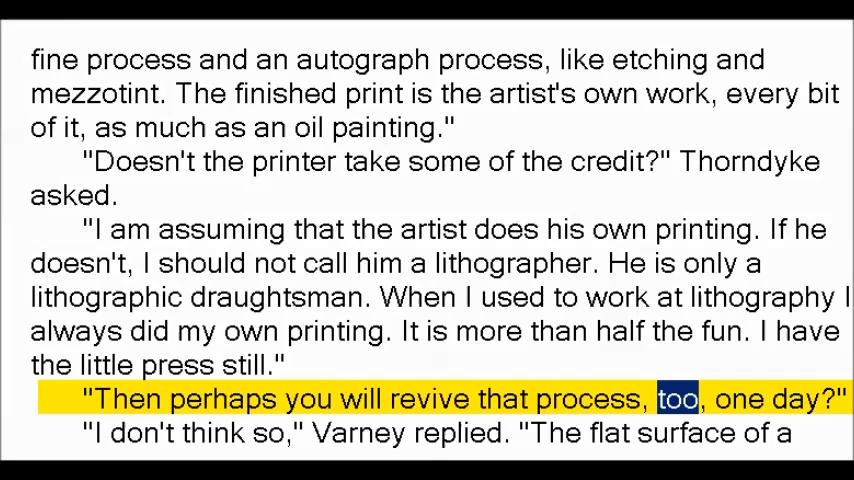 fine process and an autograph process, like etching and
mezzotint. The finished print is the artist's own work, every bit
of it, as much as an oil painting."
"Doesn't the printer take some of the credit?" Thorndyke
asked.
"I am assuming that the artist does his own printing. If he
doesn't, I should not call him a lithographer. He is only a
lithographic draughtsman. When I used to work at lithography I
always did my own printing. It is more than half the fun. I have
the little press still."
"Then perhaps you will revive that process, too, one day?"
"I don't think so," Varney replied. "The flat surface of a